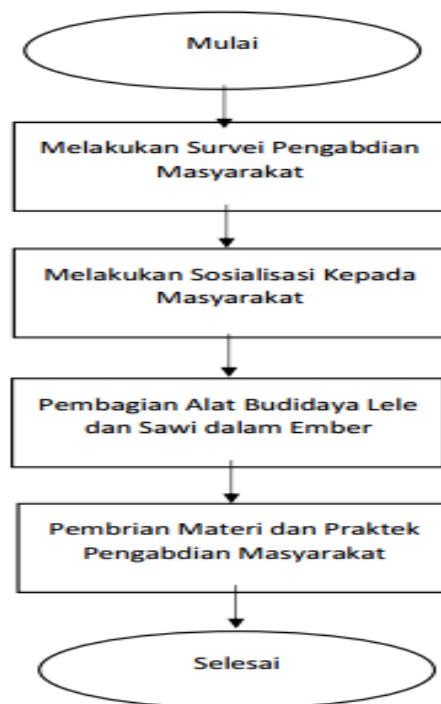 Mulai
Melakukan Survei Pengabdian
Masyarakat
Melakukan Sosialisasi Kepada
Masyarakat
Pembagian Alat Budidaya Lele
dan Sawi dalam Ember
Pembrian Materi dan Praktek
Pengabdian Masyarakat
Selesai